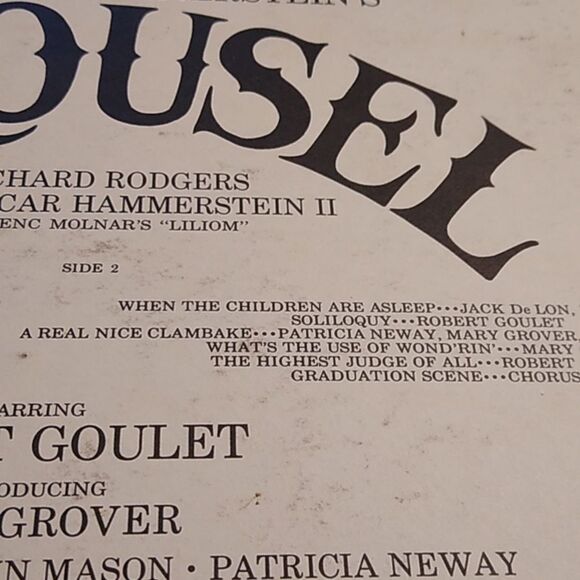 OUSEL
CHARD RODGERS
CAR HAMMERSTEIN II
ENC MOLNAR'S "LILIOM"
SIDE 2
WHEN THE CHILDREN ARE ASLEEP•••JACK De LON,
SOLILOQUY•••ROBERT GOULET
A REAL NICE CLAMBAKE•••PATRICIA NEWAY, MARY GROVER,
WHAT'S THE USE OF WOND'RIN'•••MARY
THE HIGHEST JUDGE OF ALL•••ROBERT
GRADUATION SCENE•••CHORUS
ARRING
T GOULET
ODUCING
GROVER
N MASON • PATRICIA NEWAY